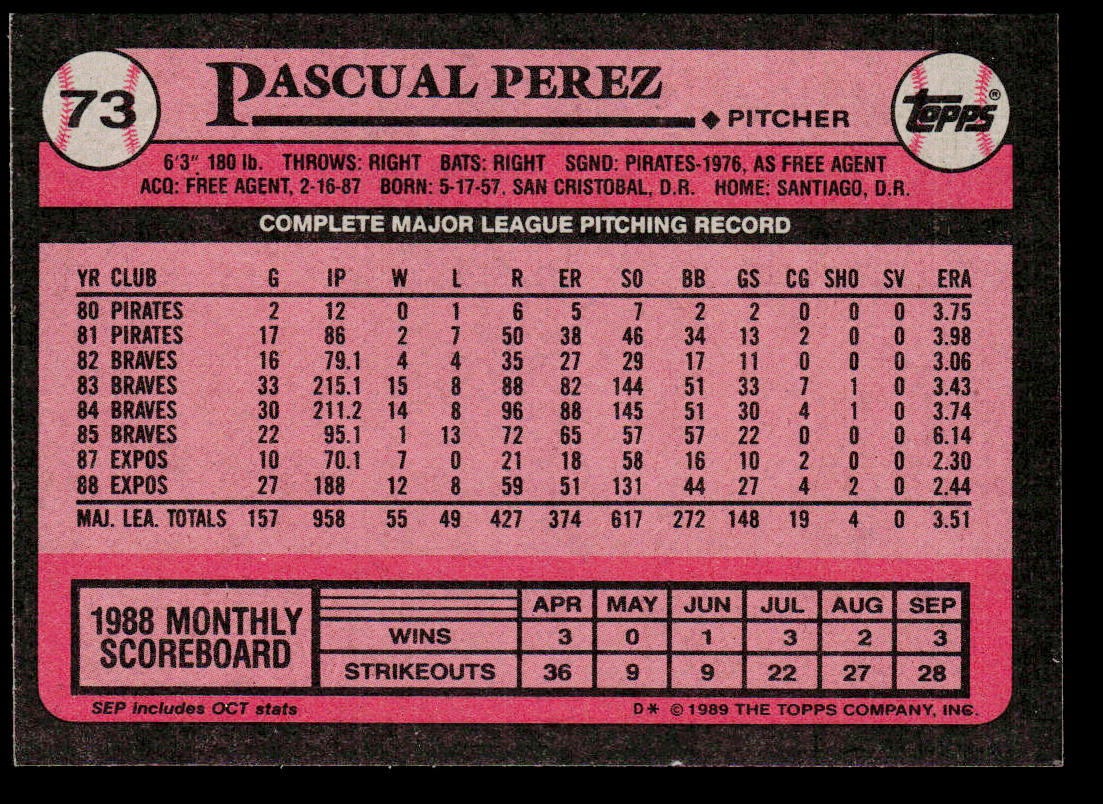 73
PASCUAL PEREZ
◆ PITCHER
TOPPS®
6'3" 180 lb. THROWS: RIGHT BATS: RIGHT SGND: PIRATES-1976, AS FREE AGENT
ACQ: FREE AGENT, 2-16-87 BORN: 5-17-57, SAN CRISTOBAL, D.R. HOME: SANTIAGO, D.R.
COMPLETE MAJOR LEAGUE PITCHING RECORD
YR CLUB G IP W L R ER SO BB GS CG SHO SV ERA
80 PIRATES 2 12 0 1 6 5 7 2 2 0 0 0 3.75
81 PIRATES 17 86 2 7 50 38 46 34 13 2 0 0 3.98
82 BRAVES 16 79.1 4 4 35 27 29 17 11 0 0 0 3.06
83 BRAVES 33 215.1 15 8 88 82 144 51 33 7 1 0 3.43
84 BRAVES 30 211.2 14 8 96 88 145 51 30 4 1 0 3.74
85 BRAVES 22 95.1 1 13 72 65 57 57 22 0 0 0 6.14
87 EXPOS 10 70.1 7 0 21 18 58 16 10 2 0 0 2.30
88 EXPOS 27 188 12 8 59 51 131 44 27 4 2 0 2.44
MAJ. LEA. TOTALS 157 958 55 49 427 374 617 272 148 19 4 0 3.51
1988 MONTHLY
SCOREBOARD
APR MAY JUN JUL AUG SEP
WINS 3 0 1 3 2 3
STRIKEOUTS 36 9 9 22 27 28
SEP includes OCT stats
D* © 1989 THE TOPPS COMPANY, INC.